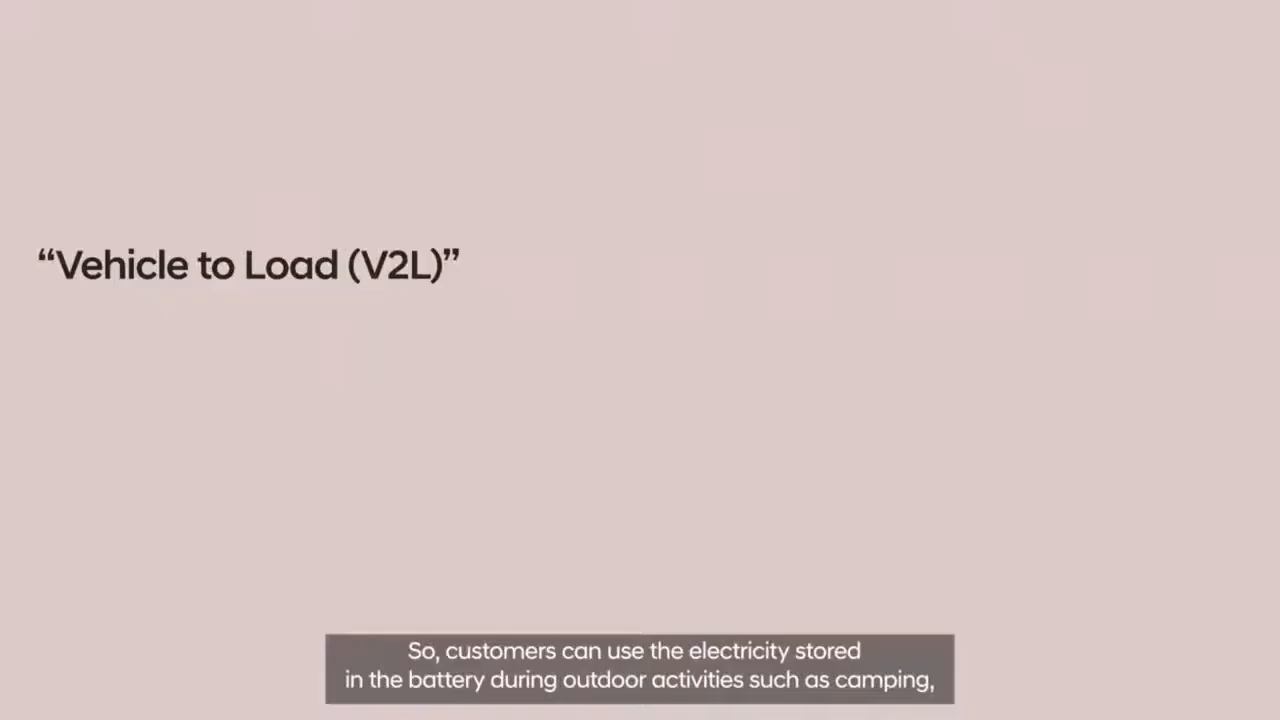 “Vehicle to Load (V2L)”
So, customers can use the electricity stored
in the battery during outdoor activities such as camping,